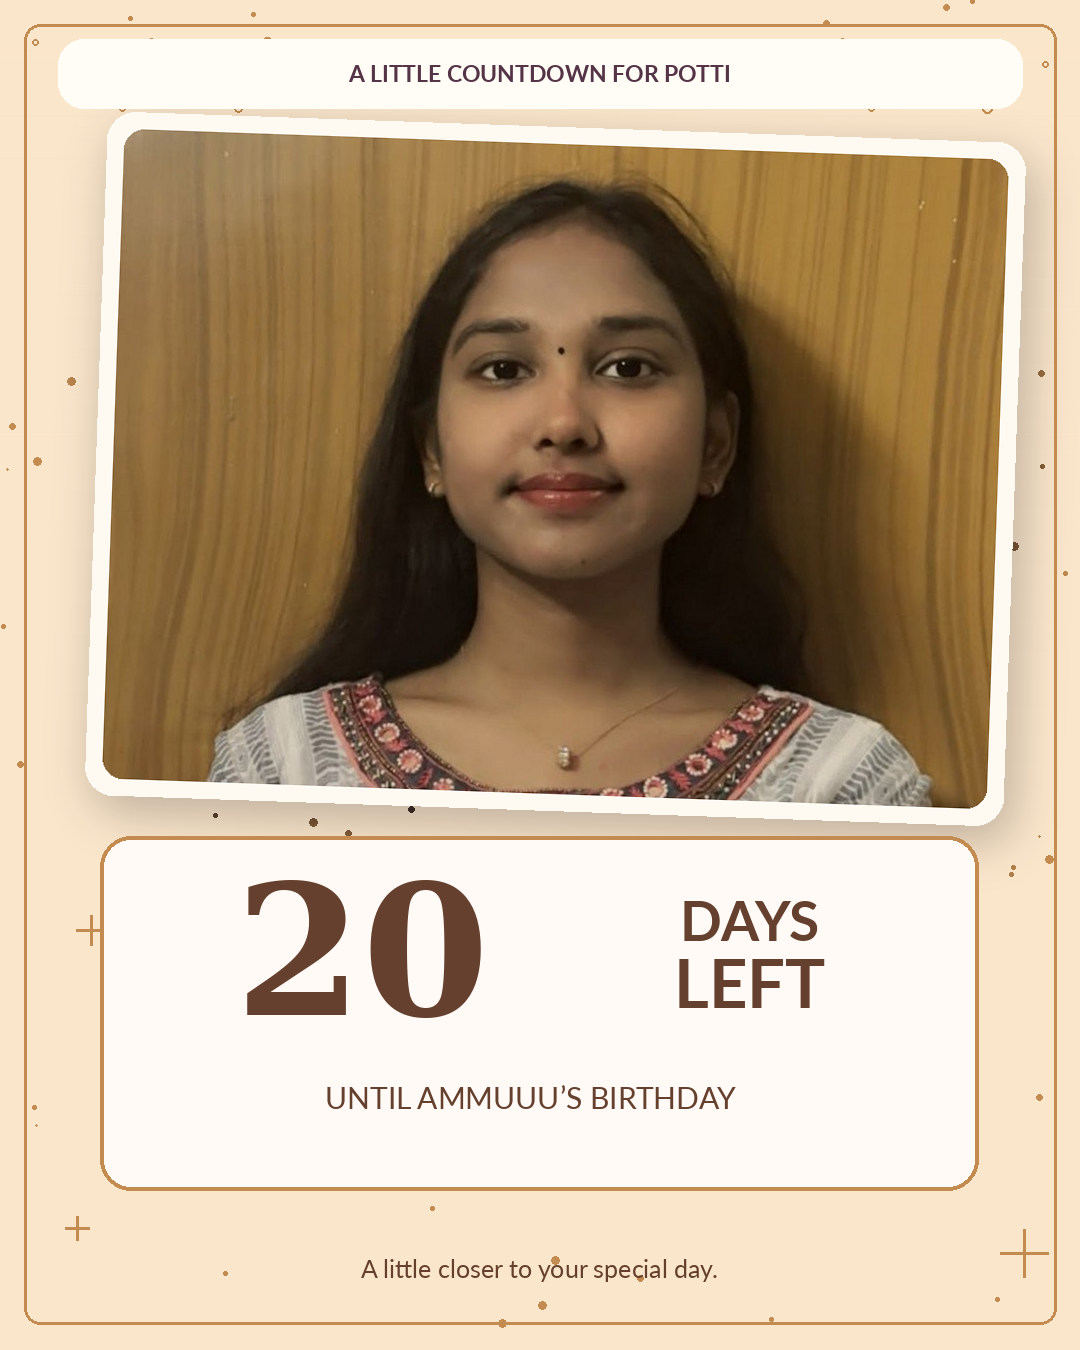 A LITTLE COUNTDOWN FOR POTTI
20
DAYS
LEFT
UNTIL AMMUUU’S BIRTHDAY
A little closer to your special day.